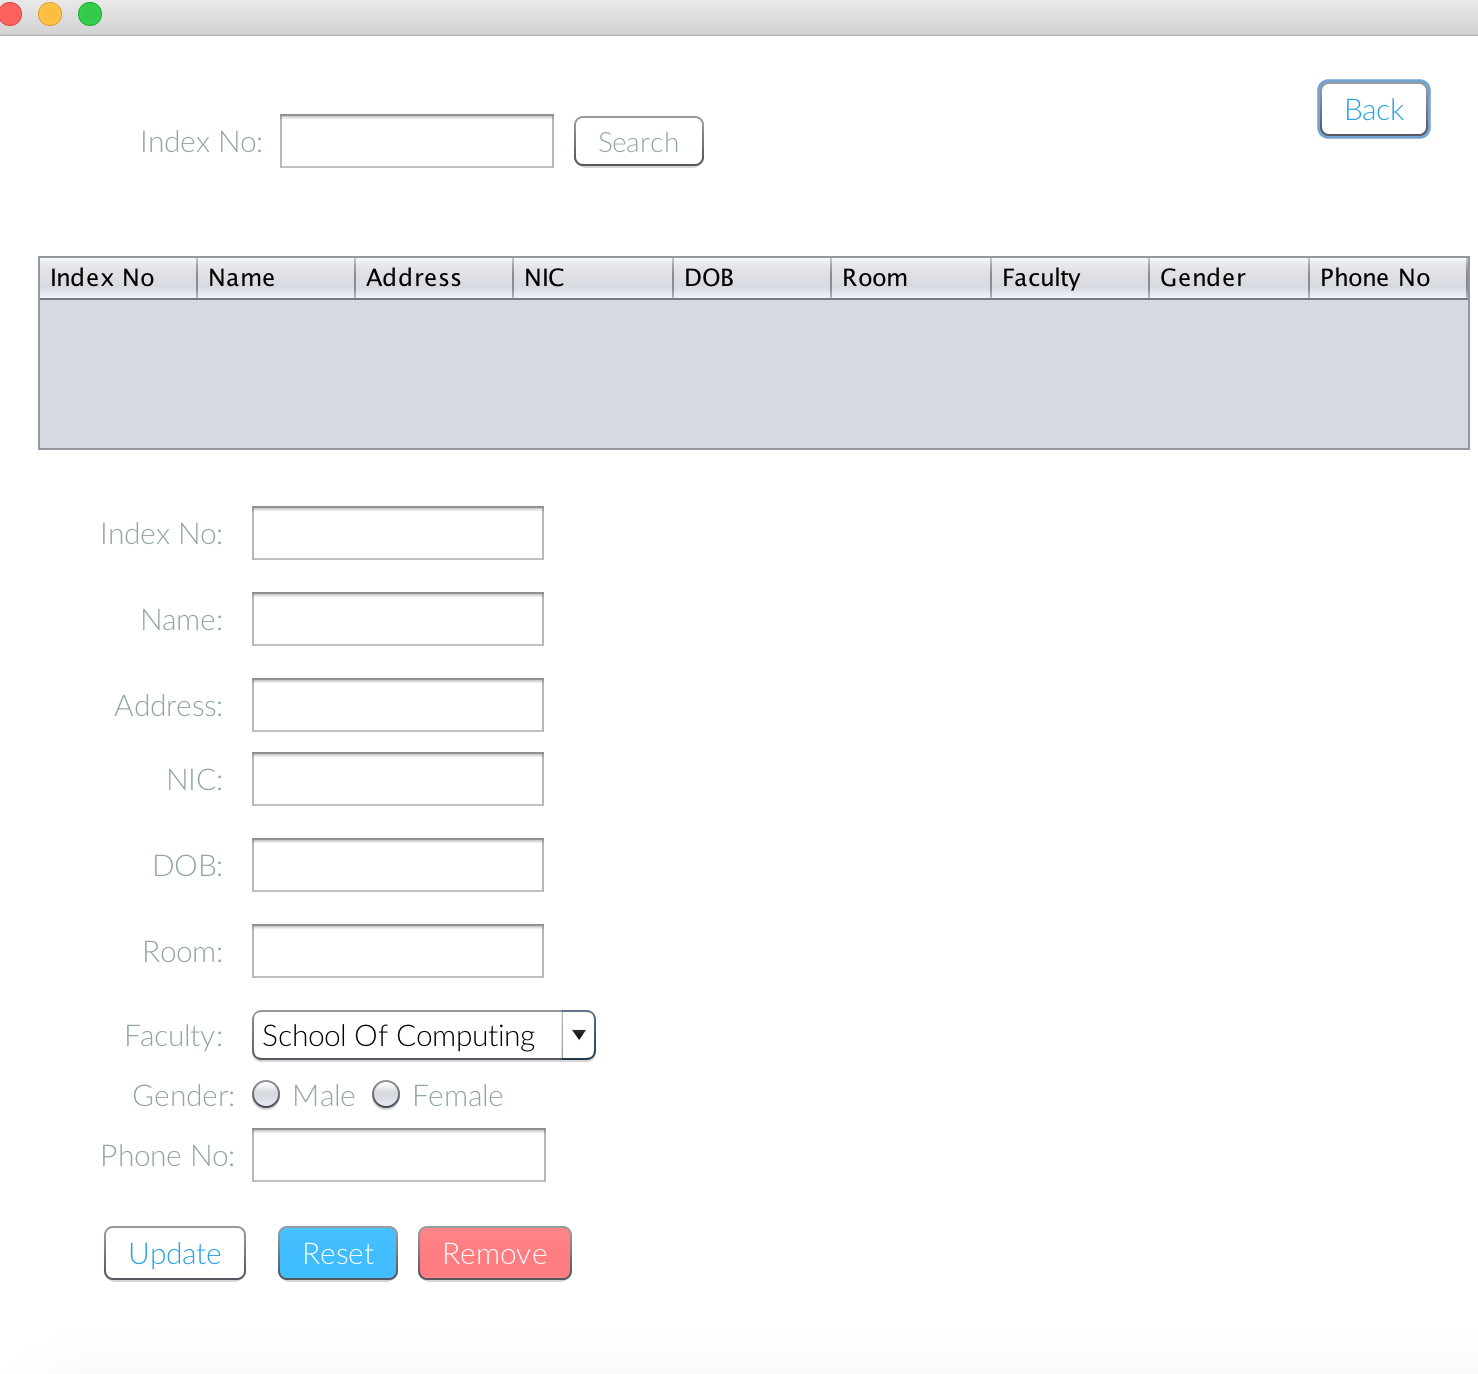 Back
Index No: Search
Index No Name Address NIC DOB Room Faculty Gender Phone No
Index No:
Name:
Address:
NIC:
DOB:
Room:
Faculty: School Of Computing
Gender: Male Female
Phone No:
Update Reset Remove